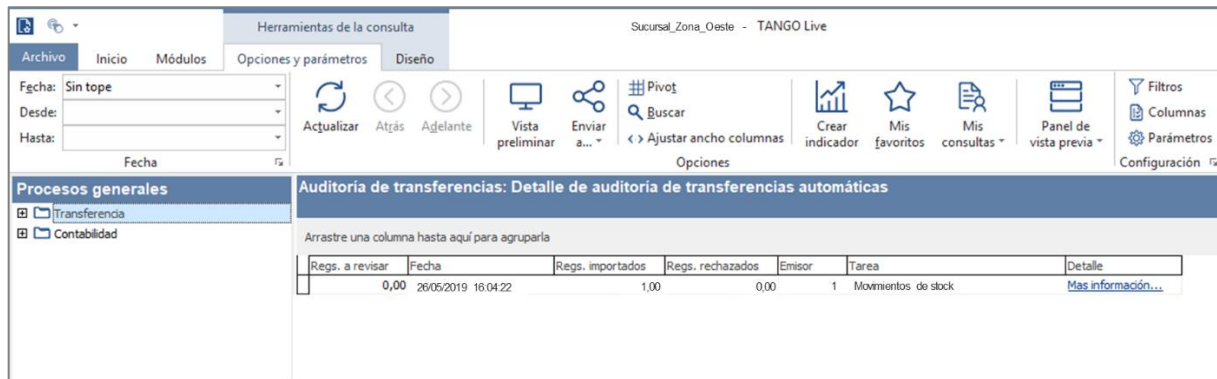 Herramientas de la consulta
Sucursal_Zona_Oeste - TANGO Live
Archivo Inicio Módulos Opciones y parámetros Diseño
Fecha: Sin tope
Desde:
Hasta:
Fecha
Actualizar
Atrás
Adelante
Vista preliminar
Enviar a...
Pivot
Buscar
Ajustar ancho columnas
Crear indicador
Mis favoritos
Mis consultas
Panel de vista previa
Opciones
Filtros
Columnas
Parámetros
Configuración
Procesos generales
Transferencia
Contabilidad
Auditoría de transferencias: Detalle de auditoría de transferencias automáticas
Arrastre una columna hasta aquí para agruparla
Regs. a revisar Fecha Regs. importados Regs. rechazados Emisor Tarea Detalle
0,00 26/05/2019 16:04:22 1,00 0,00 1 Movimientos de stock Mas información...